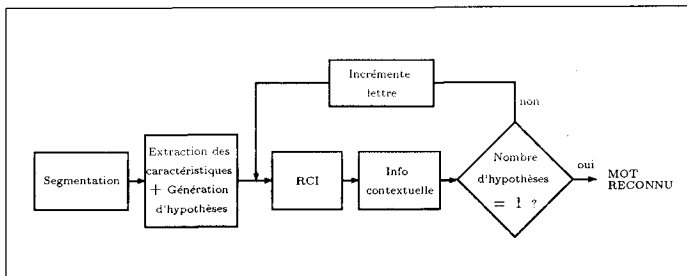 Incrémente
lettre
non
Segmentation
Extraction des
caractéristiques
+ Génération
d'hypothèses
RCI
Info
contextuelle
Nombre
d'hypothèses
= 1 ?
oui
MOT
RECONNU